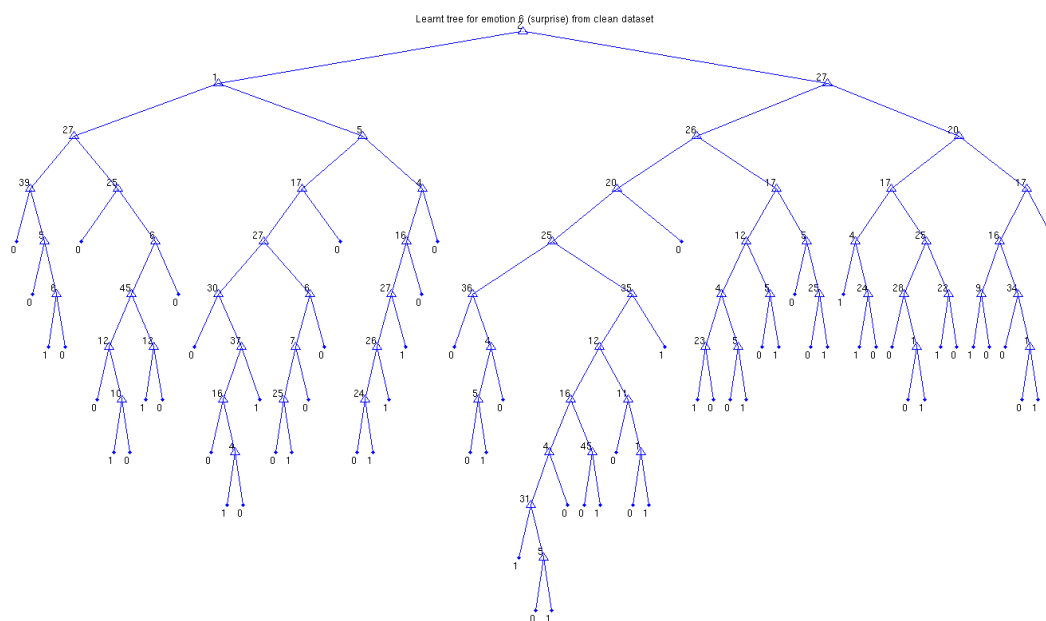 Learnt tree for emotion 6 (surprise) from clean dataset
2
1 27
27 5 26 20
39 25 17 4 20 17 17 17
0 5 0 6 27 0 16 0 25 0 12 5 4 25 16
0 6 45 0 30 6 27 0 36 35 4 5 0 25 1 24 28 22 9 34
1 0 12 12 0 37 7 0 26 1 0 4 12 1 23 5 0 1 0 1 1 0 0 1 1 0 1 0 0 1
0 10 1 0 16 1 25 0 24 1 5 0 16 11 1 0 0 1 0 1 0 1
1 0 0 4 0 1 0 1 0 1 4 45 0 1
1 0 31 0 0 1 0 1
1 5
0 1